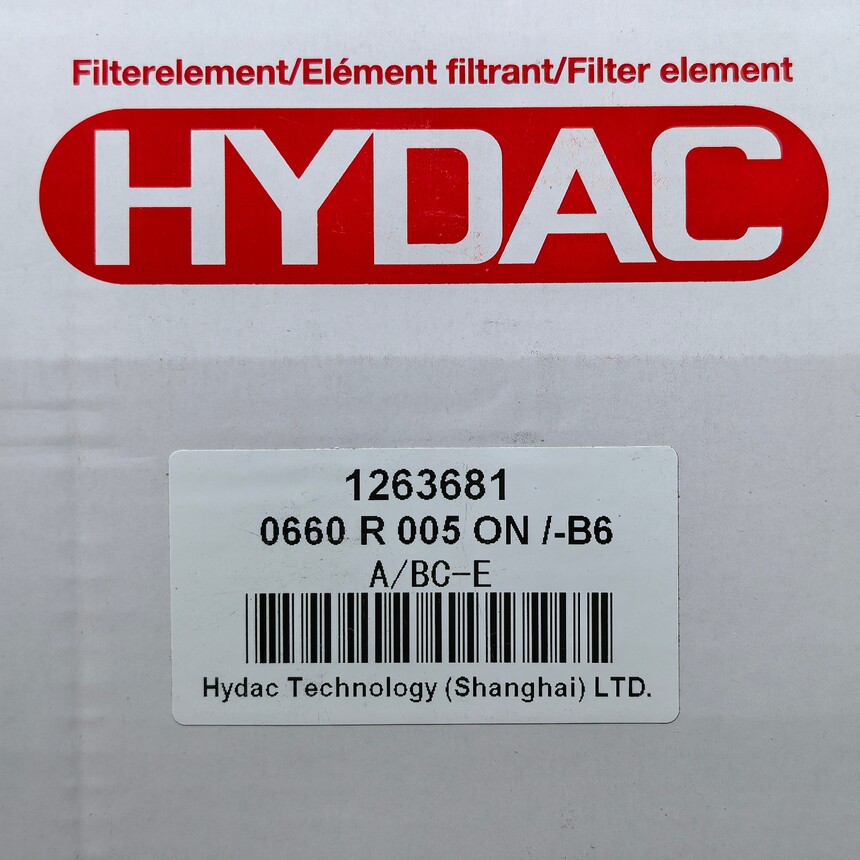 Filterelement/Elément filtrant/Filter element
HYDAC
1263681
0660 R 005 ON /-B6
A/BC-E
Hydac Technology (Shanghai) LTD.